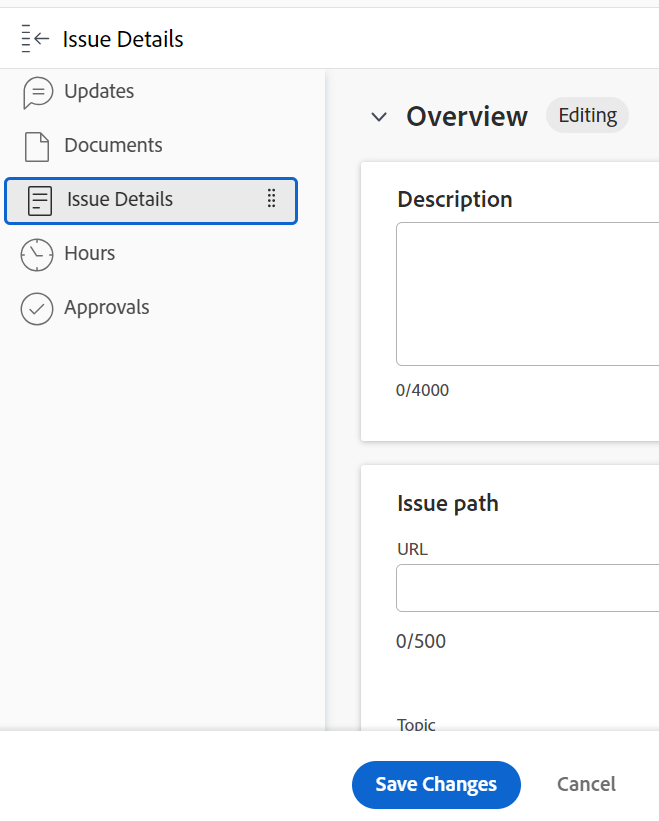 Issue Details
Updates
Documents
Issue Details
Hours
Approvals
Overview
Editing
Description
0/4000
Issue path
URL
0/500
Topic
Save Changes
Cancel